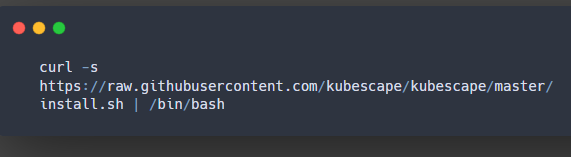 curl -s
https://raw.githubusercontent.com/kubescape/kubescape/master/
install.sh | /bin/bash